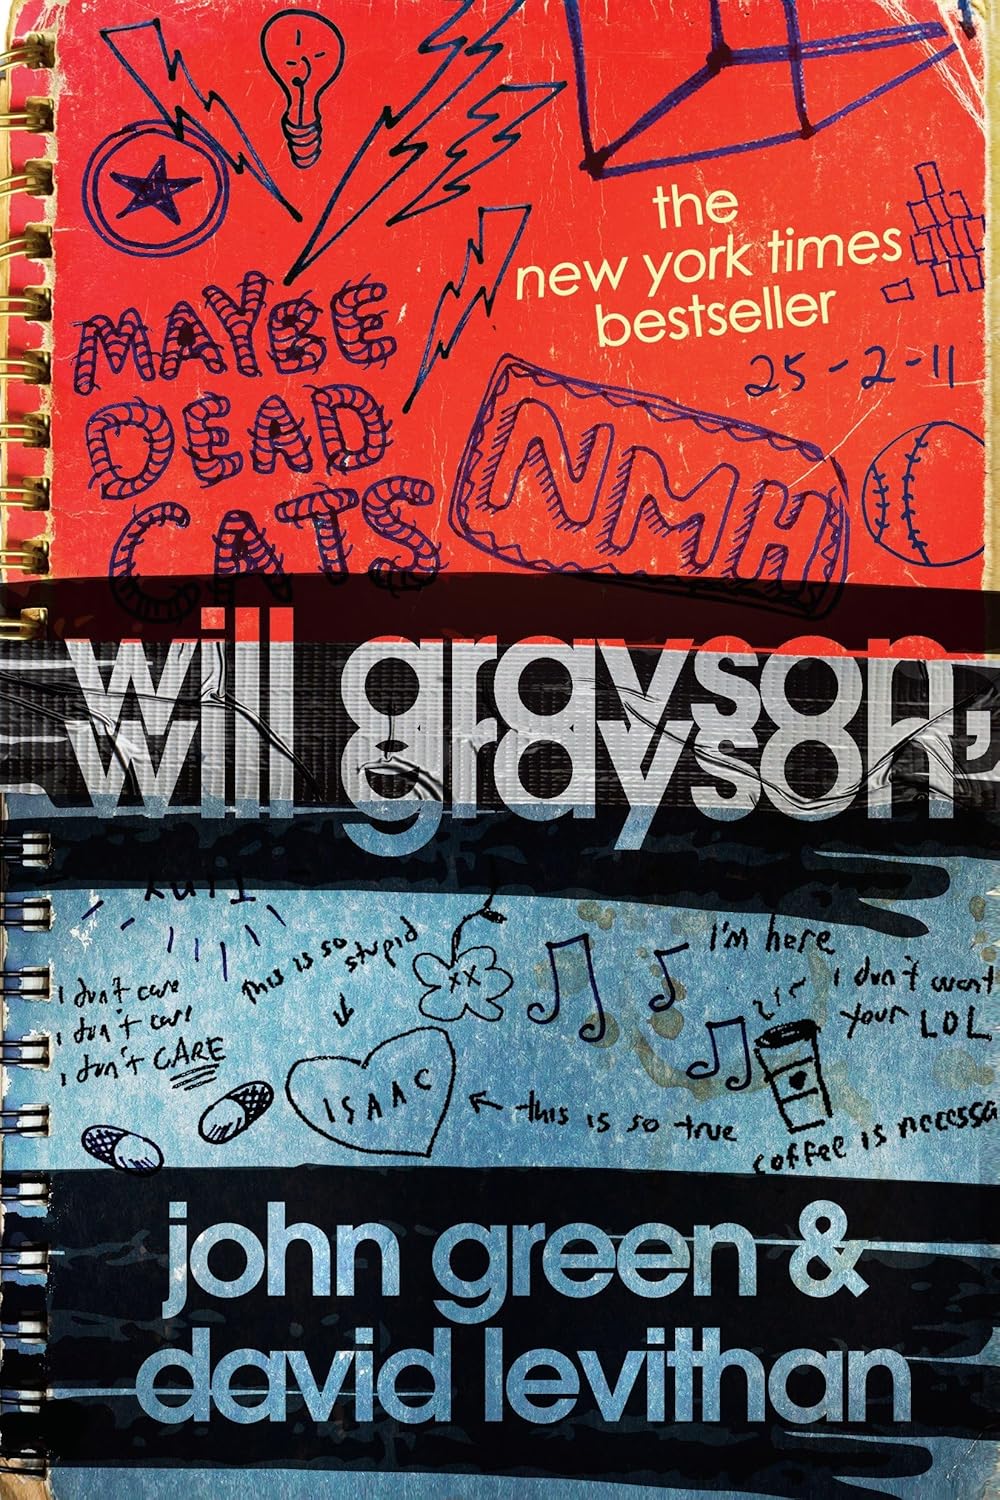 the
new york times
bestseller
25-2-11
MAYBE
DEAD
CATS
NMH
will grayson,
will grayson,
this is so
stupid
I'm here
i don't care
i don't care
i don't CARE
xx
i don't want
your LOL
ISAAC
this is so true
coffee is
john green &
david levithan